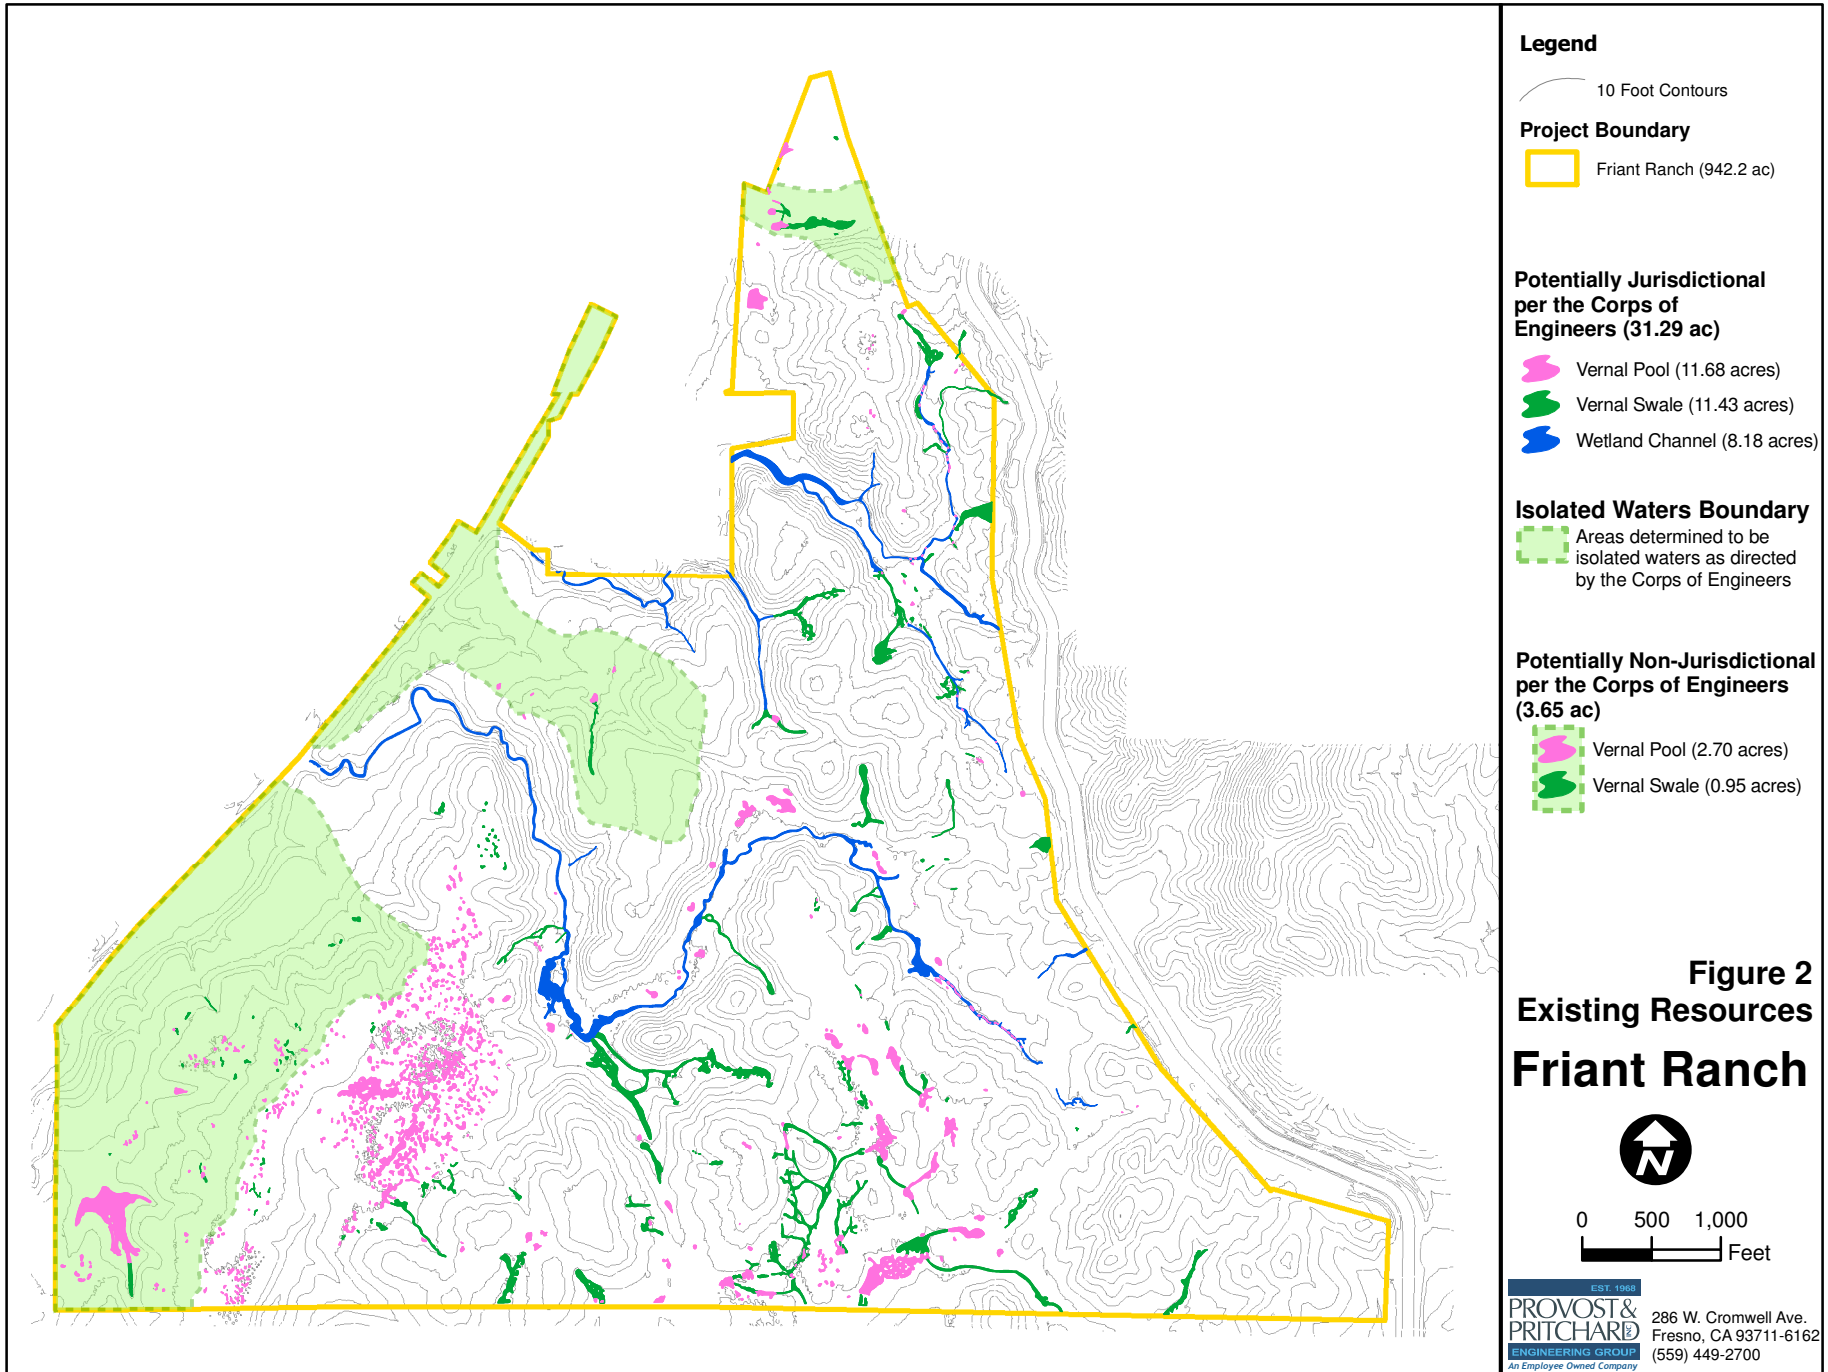 Legend
10 Foot Contours
Project Boundary
Friant Ranch (942.2 ac)
Potentially Jurisdictional
per the Corps of
Engineers (31.29 ac)
Vernal Pool (11.68 acres)
Vernal Swale (11.43 acres)
Wetland Channel (8.18 acres)
Isolated Waters Boundary
Areas determined to be
isolated waters as directed
by the Corps of Engineers
Potentially Non-Jurisdictional
per the Corps of Engineers
(3.65 ac)
Vernal Pool (2.70 acres)
Vernal Swale (0.95 acres)
Figure 2
Existing Resources
Friant Ranch
N
0 500 1,000
Feet
EST. 1968
PROVOST &
PRITCHARD INC
ENGINEERING GROUP
An Employee Owned Company
286 W. Cromwell Ave.
Fresno, CA 93711-6162
(559) 449-2700